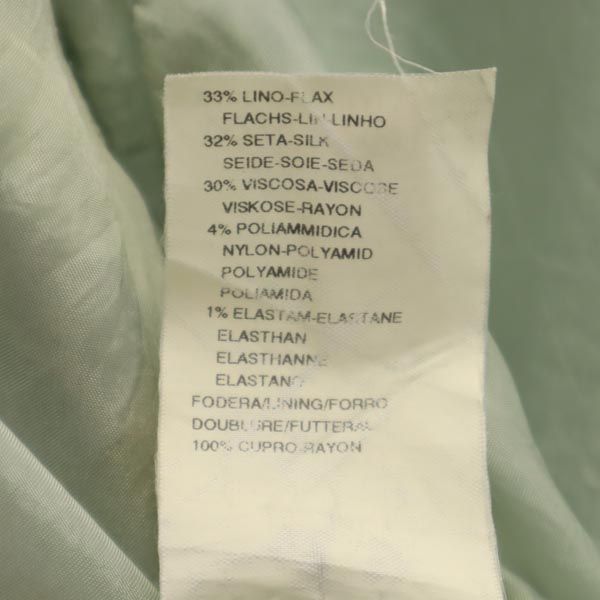 33% LINO-FLAX
FLACHS-LIN-LINHO
32% SETA-SILK
SEIDE-SOIE-SEDA
30% VISCOSA-VISCOSE
VISKOSE-RAYON
4% POLIAMMIDICA
NYLON-POLYAMID
POLYAMIDE
POLIAMIDA
1% ELASTAM-ELASTANE
ELASTHAN
ELASTHANNE
ELASTANO
FODERA/LINING/FORRO
DOUBLURE/FUTTERAL
100% CUPRO-RAYON